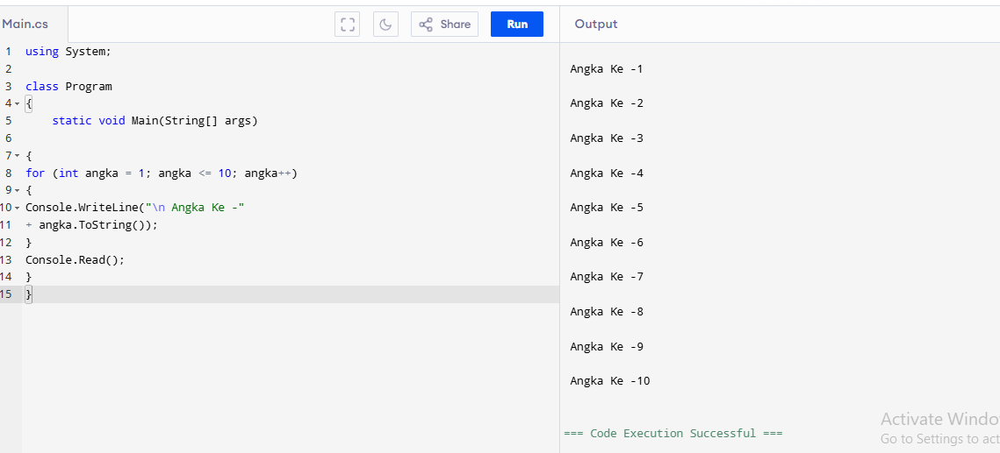 Main.cs
Share
Run
Output
1 using System;
2
3 class Program
4 {
5     static void Main(String[] args)
6
7 {
8 for (int angka = 1; angka <= 10; angka++)
9 {
10 Console.WriteLine("\n Angka Ke -"
11 + angka.ToString());
12 }
13 Console.Read();
14 }
15 }
Angka Ke -1
Angka Ke -2
Angka Ke -3
Angka Ke -4
Angka Ke -5
Angka Ke -6
Angka Ke -7
Angka Ke -8
Angka Ke -9
Angka Ke -10
=== Code Execution Successful ===
Activate Windo
Go to Settings to act